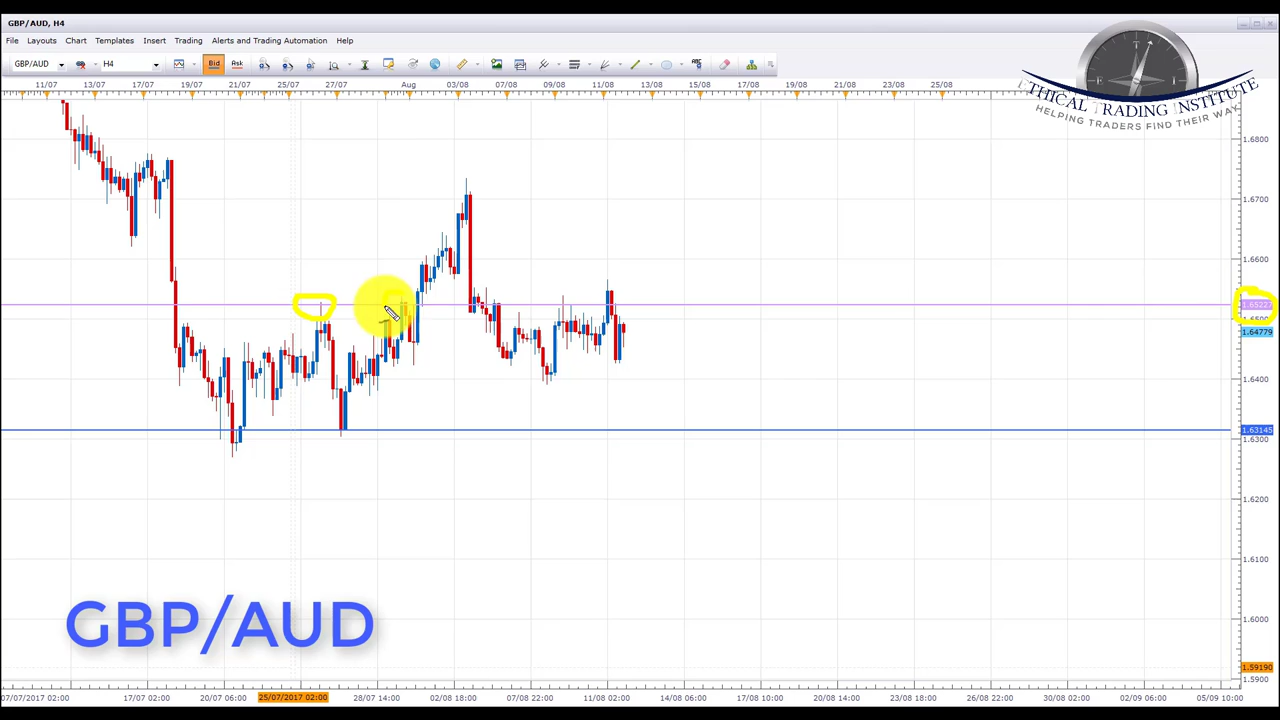 GBP/AUD, H4
File Layouts Chart Templates Insert Trading Alerts and Trading Automation Help
GBP/AUD H4 Bid Ask ABC
11/07 13/07 17/07 19/07 21/07 25/07 27/07 Aug 03/08 07/08 09/08 11/08 13/08 17/08 19/08 21/08 23/08 25/08
ETHICAL TRADING INSTITUTE
HELPING TRADERS FIND THEIR WAY
1.6800
1.6700
1.6600
1.65227
1.6500
1.64779
1.6400
1.63145
1.6300
1.6200
1.6100
1.6000
1.59190
1.5900
GBP/AUD
07/07/2017 02:00 17/07 02:00 20/07 06:00 25/07/2017 02:00 28/07 14:00 02/08 18:00 07/08 22:00 11/08 02:00 14/08 06:00 17/08 10:00 20/08 14:00 23/08 18:00 26/08 22:00 02/09 06:00 05/09 10:00